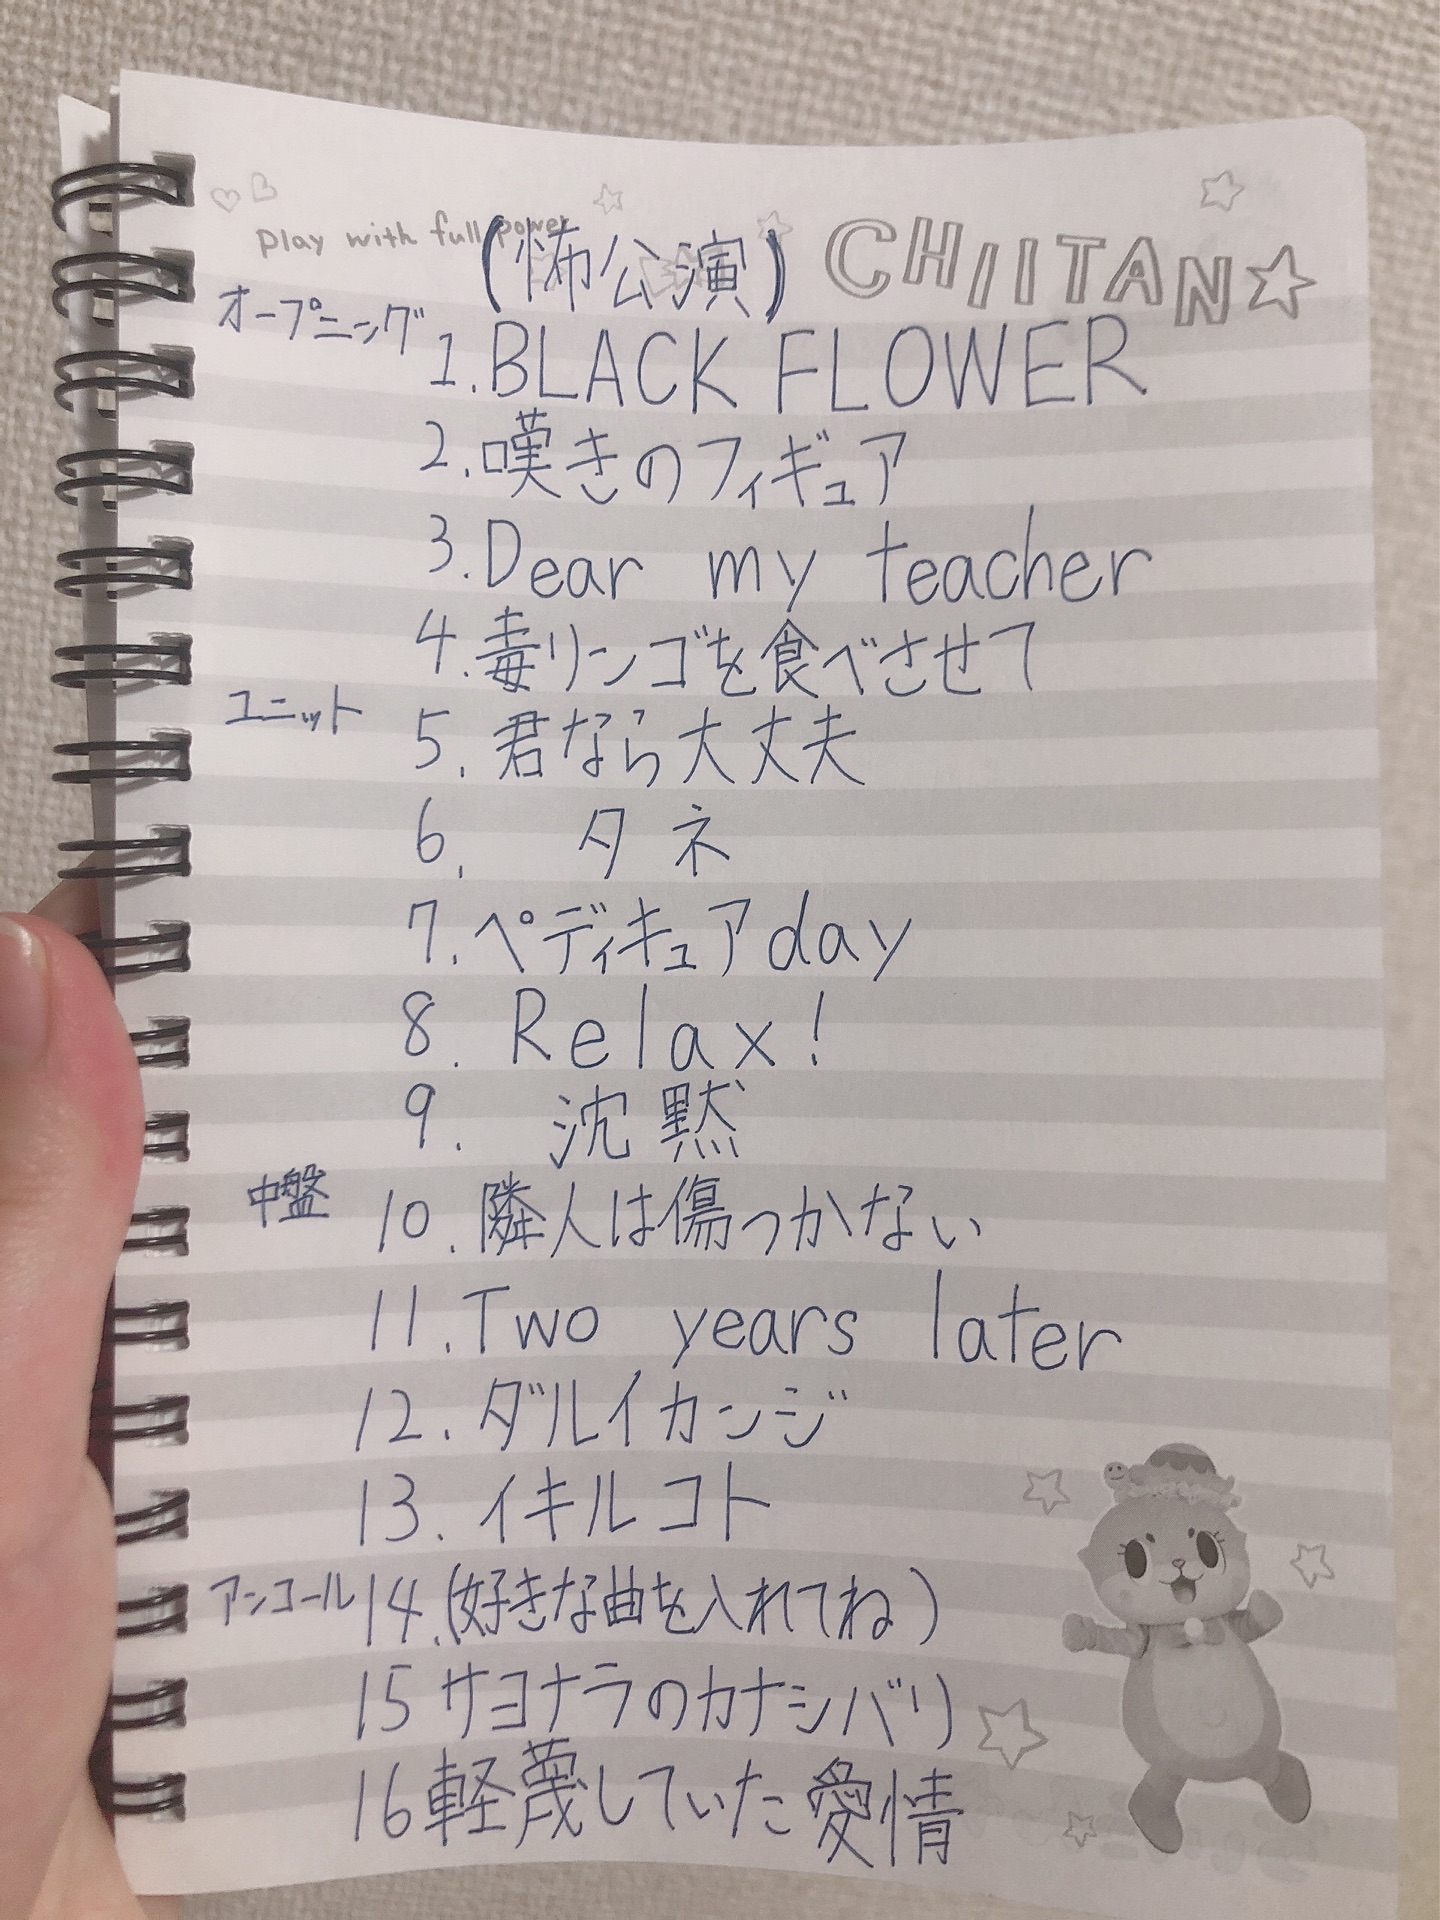 play with full power
(怖公演)
CHIITAN☆
オープニング 1. BLACK FLOWER
2. 嘆きのフィギュア
3. Dear my teacher
4. 毒リンゴを食べさせて
ユニット 5. 君なら大丈夫
6. タネ
7. ペディキュアday
8. Relax!
9. 沈黙
中盤 10. 隣人は傷つかない
11. Two years later
12. ダルイカンジ
13. イキルコト
アンコール 14. (好きな曲を入れてね)
15 サヨナラのカナシバリ
16 軽蔑していた愛情